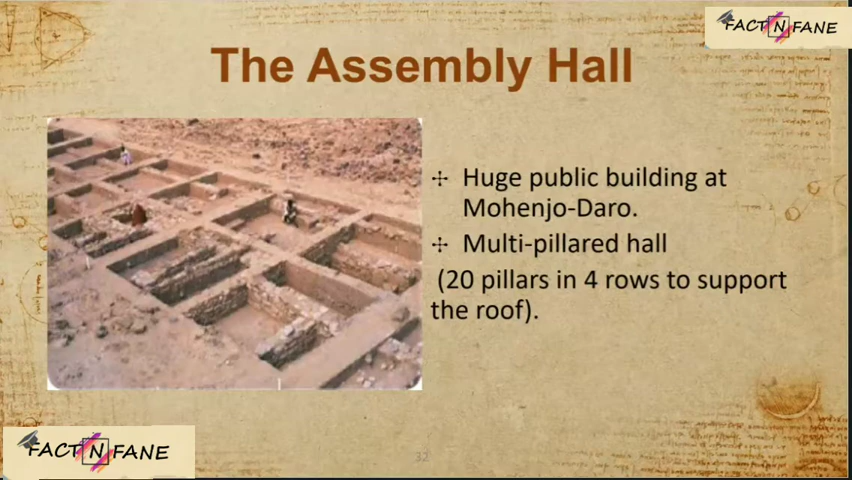 FACT N FANE
The Assembly Hall
Huge public building at
Mohenjo-Daro.
Multi-pillared hall
(20 pillars in 4 rows to support
the roof).
FACT N FANE
32